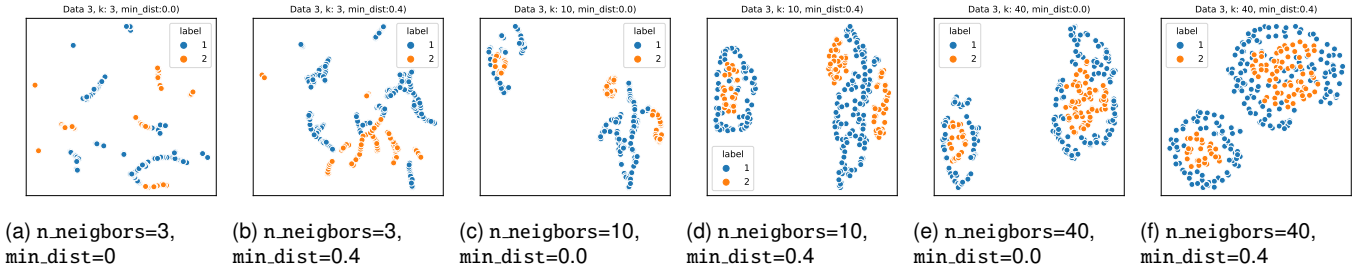 Data 3, k: 3, min_dist:0.0)
label
1
2
Data 3, k: 3, min_dist:0.4)
label
1
2
Data 3, k: 10, min_dist:0.0)
label
1
2
Data 3, k: 10, min_dist:0.4)
label
1
2
Data 3, k: 40, min_dist:0.0)
label
1
2
Data 3, k: 40, min_dist:0.4)
label
1
2
(a) n_neigbors=3,
min_dist=0
(b) n_neigbors=3,
min_dist=0.4
(c) n_neigbors=10,
min_dist=0.0
(d) n_neigbors=10,
min_dist=0.4
(e) n_neigbors=40,
min_dist=0.0
(f) n_neigbors=40,
min_dist=0.4